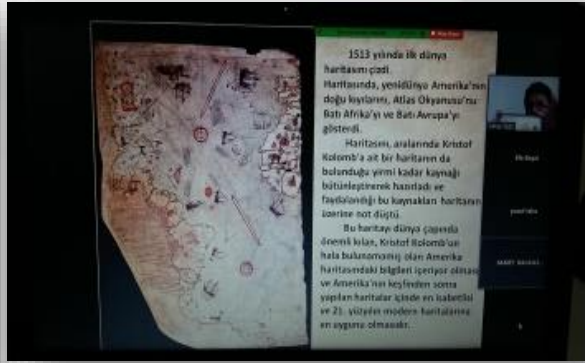 1513 yılında ilk dünya
haritasını çizdi.
Haritasında, yenidünya Amerika'nın
doğu kıyılarını, Atlas Okyanusu'nu
Batı Afrika'yı ve Batı Avrupa'yı
gösterdi.
Haritasını, aralarında Kristof
Kolomb'a ait bir haritanın da
bulunduğu yirmi kadar kaynağı
bütünleştirerek hazırladı ve
faydalandığı bu kaynakları haritanın
üzerine not düştü.
Bu haritayı dünya çapında
önemli kılan, Kristof Kolomb'un
hala bulunamamış olan Amerika
haritasındaki bilgileri içeriyor olması
ve Amerika'nın keşfinden sonra
yapılan haritalar içinde en isabetlisi
ve 21. yüzyılın modern haritalarına
en uygunu olmasıdır.